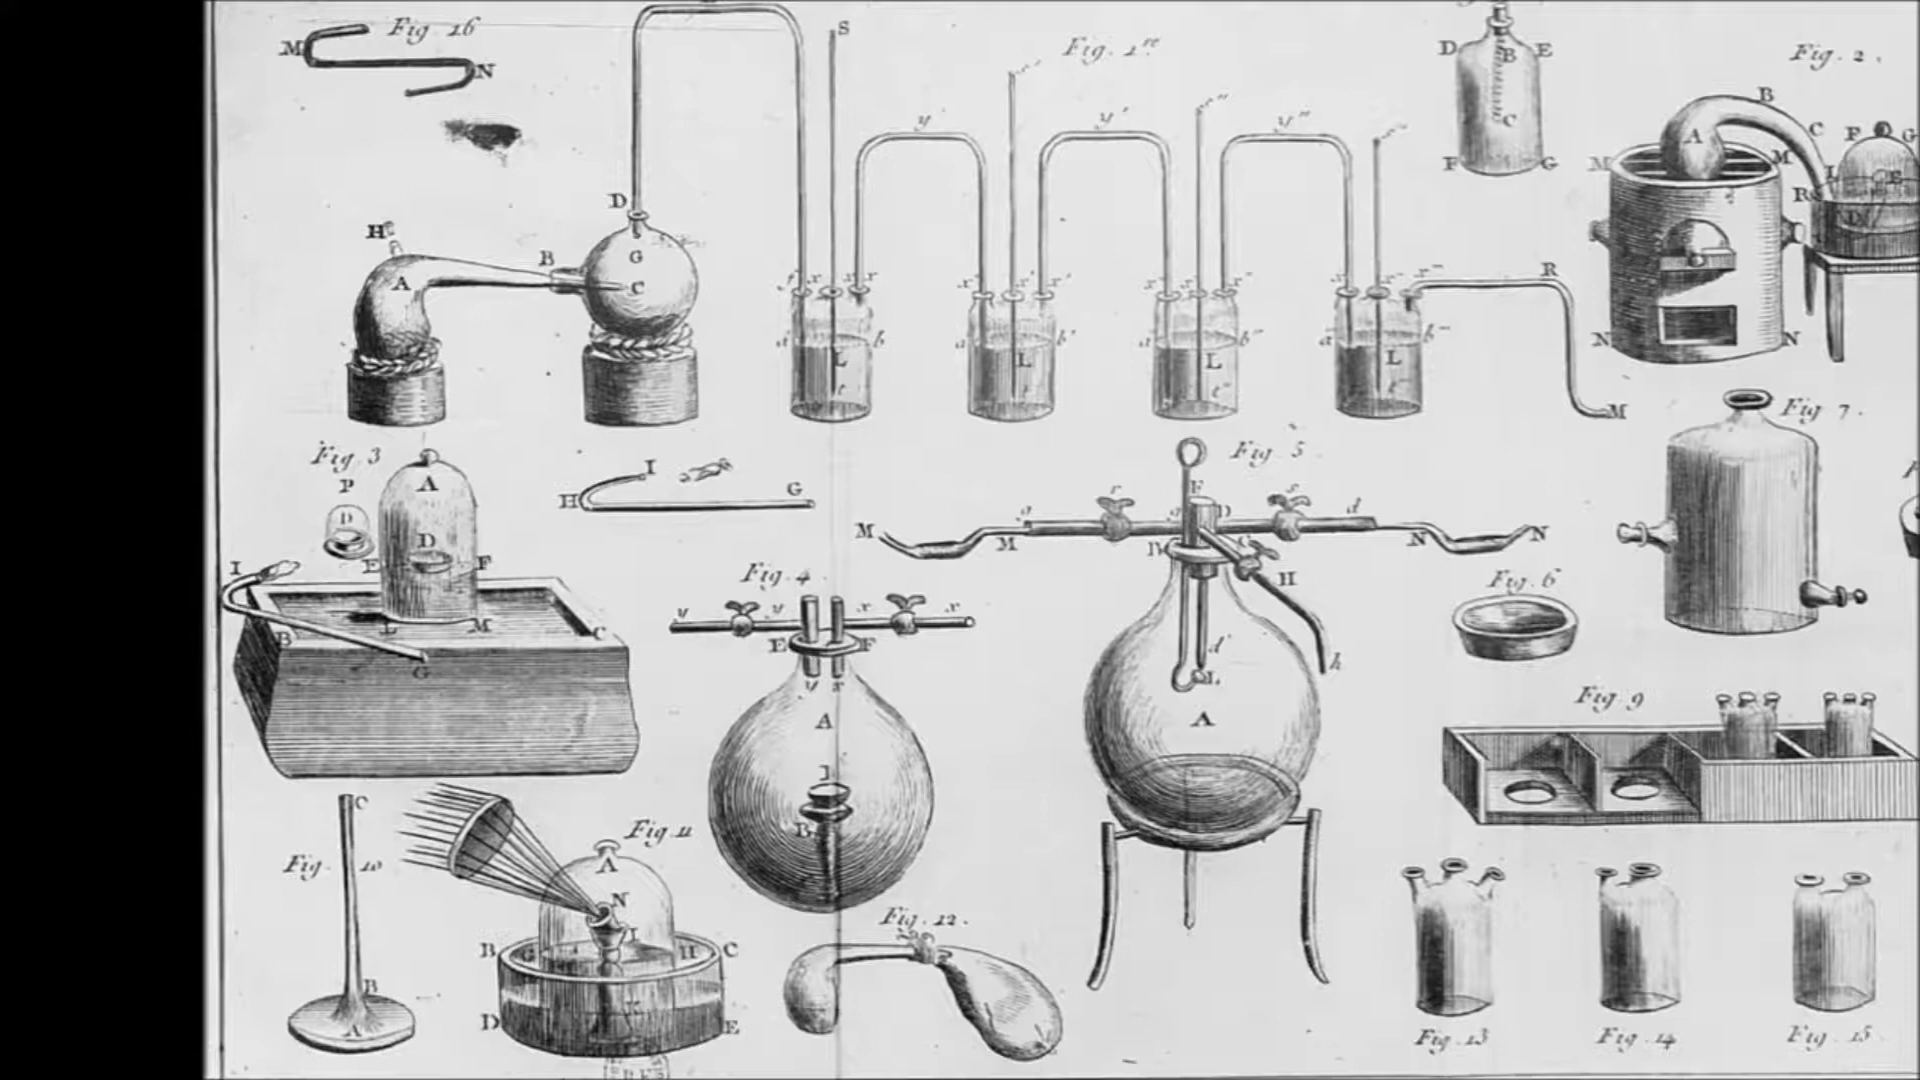 Fig. 16
M
N
S
Fig. 1re
D
B
E
C
F
G
Fig. 2.
y'
y'
y''
B
A
C
F
G
M
M
L
E
R
D
N
N
D
H
G
B
A
C
x
x
x
x
x'
x'
a
b
a
b'
a
b''
a
b'''
L
L
L
L
t
t
t''
R
M
Fig. 3
P
A
D
D
I
E
F
B
L
M
C
G
I
H
G
Fig. 5
r
s
F
D
M
g
g
d
M
N
N
H
d
L
h
A
Fig 7.
Fig. 4
y
y
x
x
E
F
y
x
A
B
Fig. 6
Fig. 9
C
Fig. 10
B
A
Fig. 11
A
N
I
B
G
H
C
K
D
E
Fig. 12.
Fig. 13
Fig. 14
Fig. 15